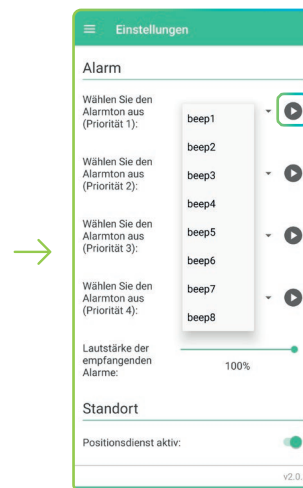 Einstellungen
Alarm
Wählen Sie den
Alarmton aus
(Priorität 1):
beep1
beep2
Wählen Sie den
Alarmton aus
(Priorität 2):
beep3
beep4
Wählen Sie den
Alarmton aus
(Priorität 3):
beep5
beep6
Wählen Sie den
Alarmton aus
(Priorität 4):
beep7
beep8
Lautstärke der
empfangenden
Alarme:
100%
Standort
Positionsdienst aktiv:
v2.0.